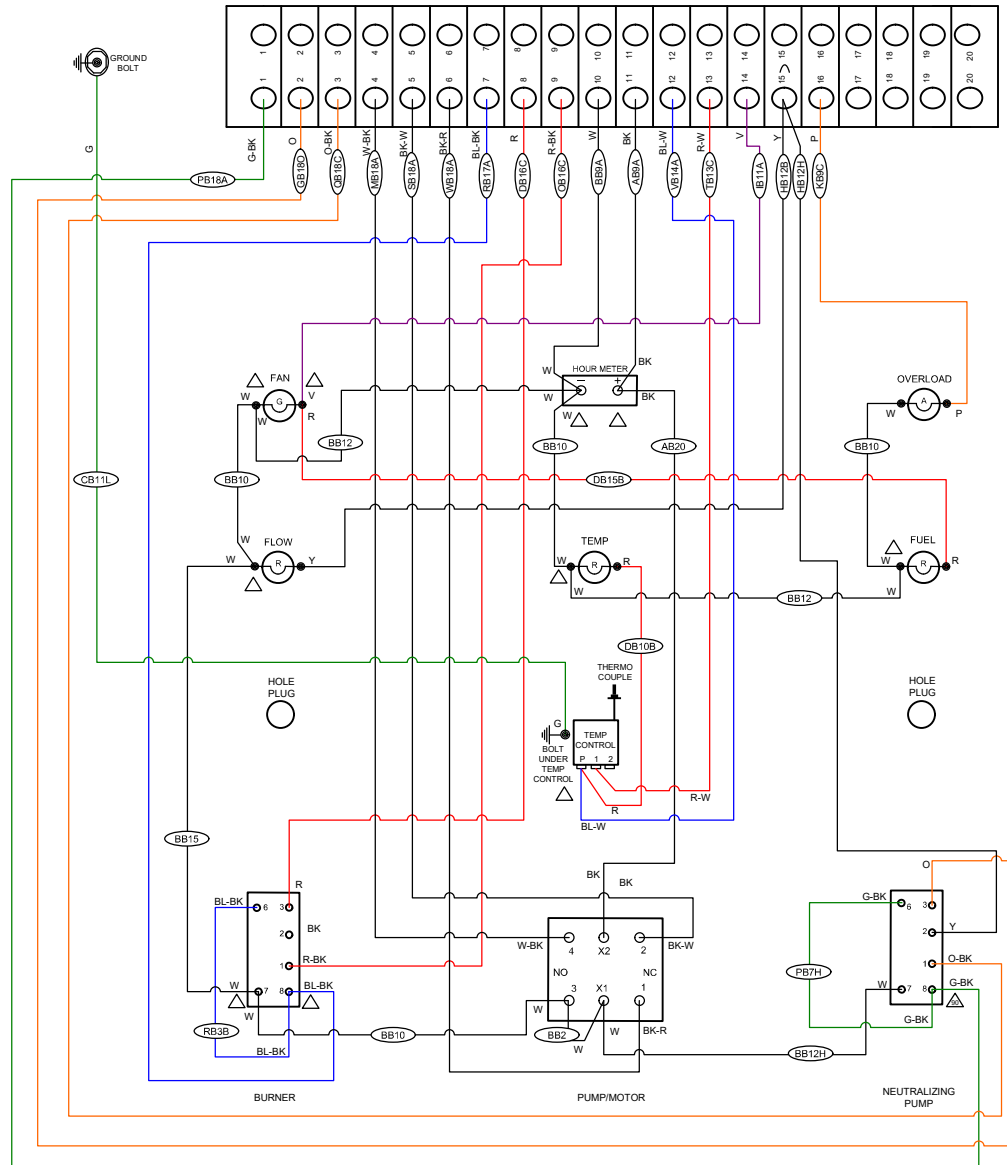 1 2 3 4 5 6 7 8 9 10 11 12 13 14 15 16 17 18 19 20
1 2 3 4 5 6 7 8 9 10 11 12 13 14 15 16 17 18 19 20
GROUND
BOLT
G
G-BK O O-BK W-BK BK-W BK-R BL-BK R R-BK W BK BL-W R-W V Y P
PB18A GB18O QB18C MB18A SB18A WB18A RB17A DB16C OB16C BB9A AB9A VB14A TB13C IB11A HB12B HB12H KB9C
FAN
W
V
G
R
W
HOUR METER
W
BK
W
− +
BK
W
OVERLOAD
W
A
P
BB12
BB10
AB20
BB10
CB11L
BB10
DB15B
FLOW
W
R
Y
TEMP
W
R
R
W
FUEL
W
R
R
W
BB12
DB10B
THERMO
COUPLE
HOLE
PLUG
HOLE
PLUG
G
BOLT
UNDER
TEMP
CONTROL
TEMP
CONTROL
P 1 2
R-W
R
BL-W
BB15
R
BL-BK
6 3
2
BK
1
R-BK
W
7 8
BL-BK
W
RB3B
BL-BK
BB10
BURNER
BK
BK
W-BK
4 X2 2
BK-W
NO
NC
3 X1 1
W
BB2
W
W
BK-R
BB12H
PUMP/MOTOR
O
G-BK
6 3
2
Y
1
O-BK
PB7H
W
7 8
G-BK
90
G-BK
NEUTRALIZING
PUMP